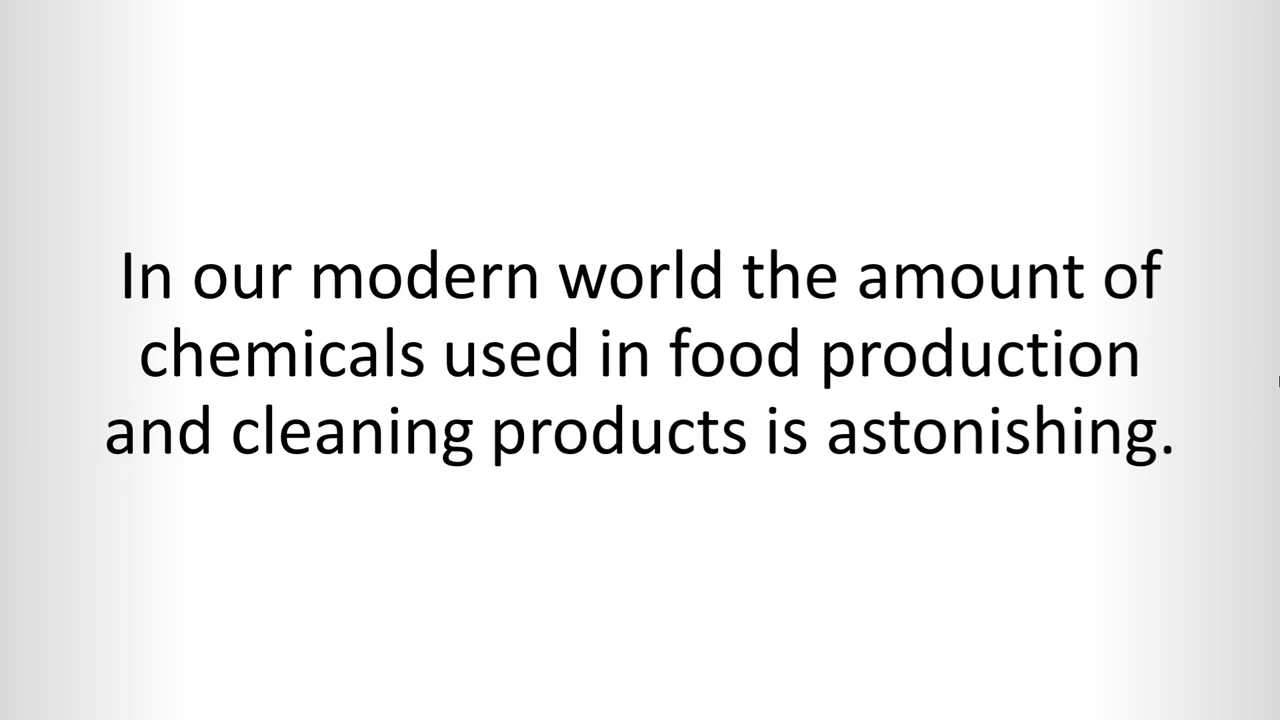 In our modern world the amount of
chemicals used in food production
and cleaning products is astonishing.